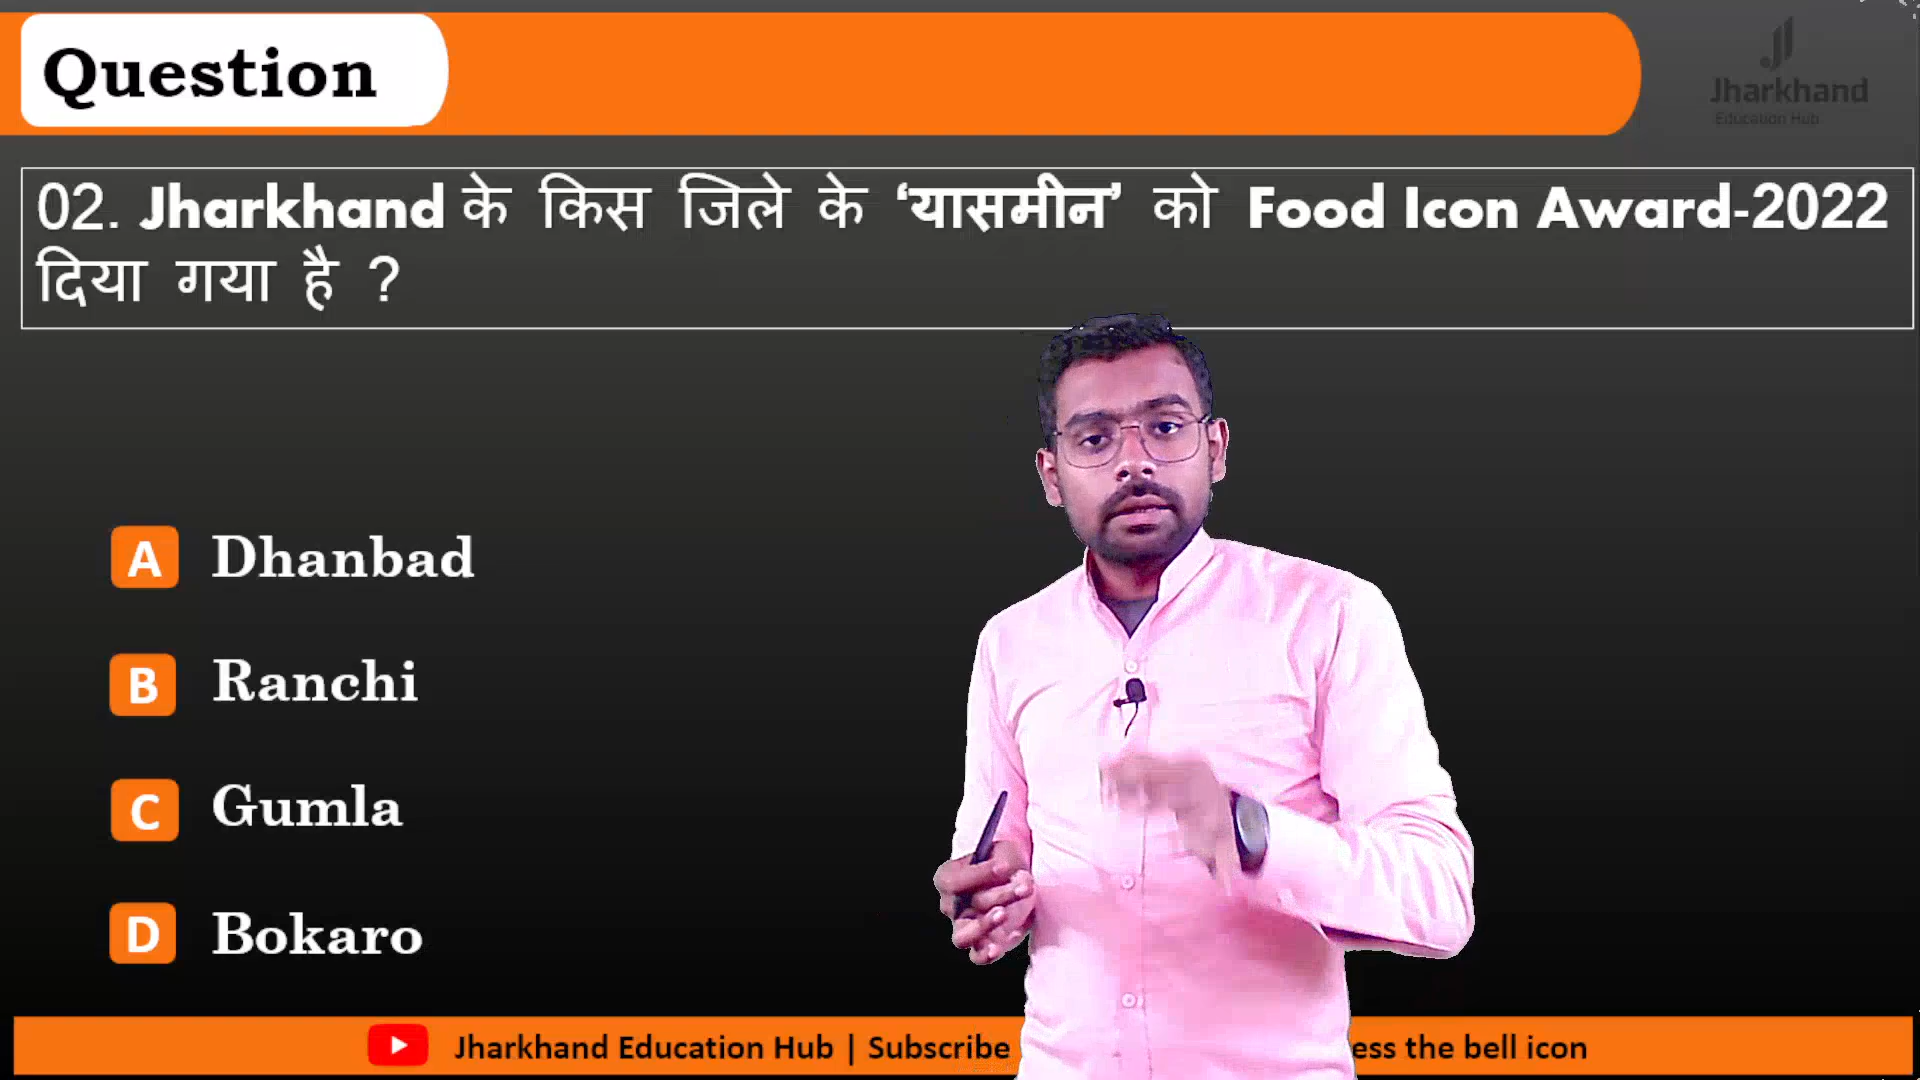 Question
Jharkhand
Education Hub
02. Jharkhand के किस जिले के ‘यासमीन’ को Food Icon Award-2022
दिया गया है ?
A Dhanbad
B Ranchi
C Gumla
D Bokaro
Jharkhand Education Hub | Subscribe ess the bell icon